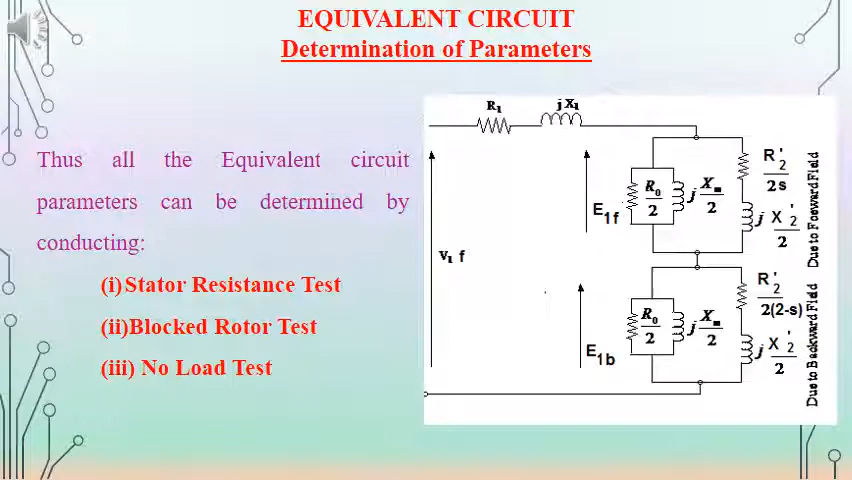 EQUIVALENT CIRCUIT
Determination of Parameters
Thus all the Equivalent circuit
parameters can be determined by
conducting:
(i) Stator Resistance Test
(ii)Blocked Rotor Test
(iii) No Load Test
R1
j X1
V1 f
E1f
R0
2
j Xm
2
R'2
2s
j X'2
2
Due to Forward Field
E1b
R0
2
j Xm
2
R'2
2(2-s)
j X'2
2
Due to Backward Field